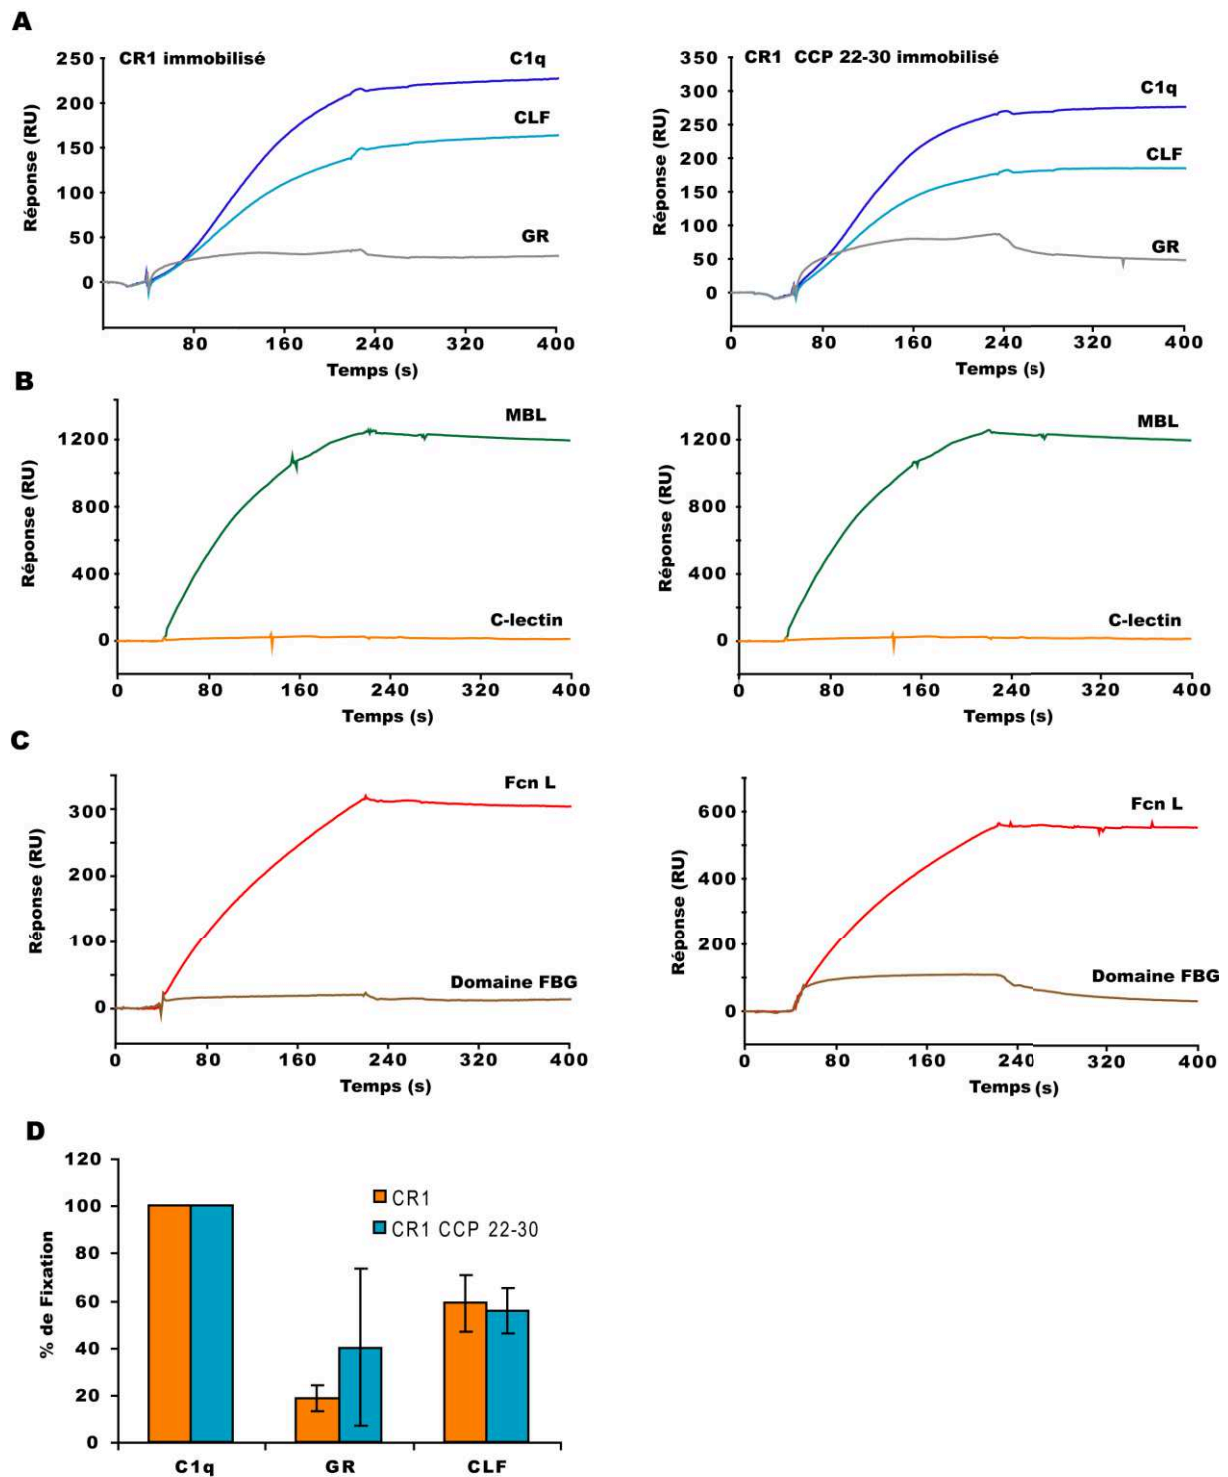 A
CR1 immobilisé
C1q
CLF
GR
Réponse (RU)
250
200
150
100
50
0
80 160 240 320 400
Temps (s)
CR1 CCP 22-30 immobilisé
C1q
CLF
GR
Réponse (RU)
350
300
250
200
150
100
50
0
50
0 80 160 240 320 400
Temps (s)
B
MBL
C-lectin
Réponse (RU)
1200
800
400
0
0 80 160 240 320 400
Temps (s)
MBL
C-lectin
Réponse (RU)
1200
800
400
0
0 80 160 240 320 400
Temps (s)
C
Fcn L
Domaine FBG
Réponse (RU)
300
200
100
0
0 80 160 240 320 400
Temps (s)
Fcn L
Domaine FBG
Réponse (RU)
600
400
200
0
0 80 160 240 320 400
Temps (s)
D
% de Fixation
120
100
80
60
40
20
0
CR1
CR1 CCP 22-30
C1q GR CLF